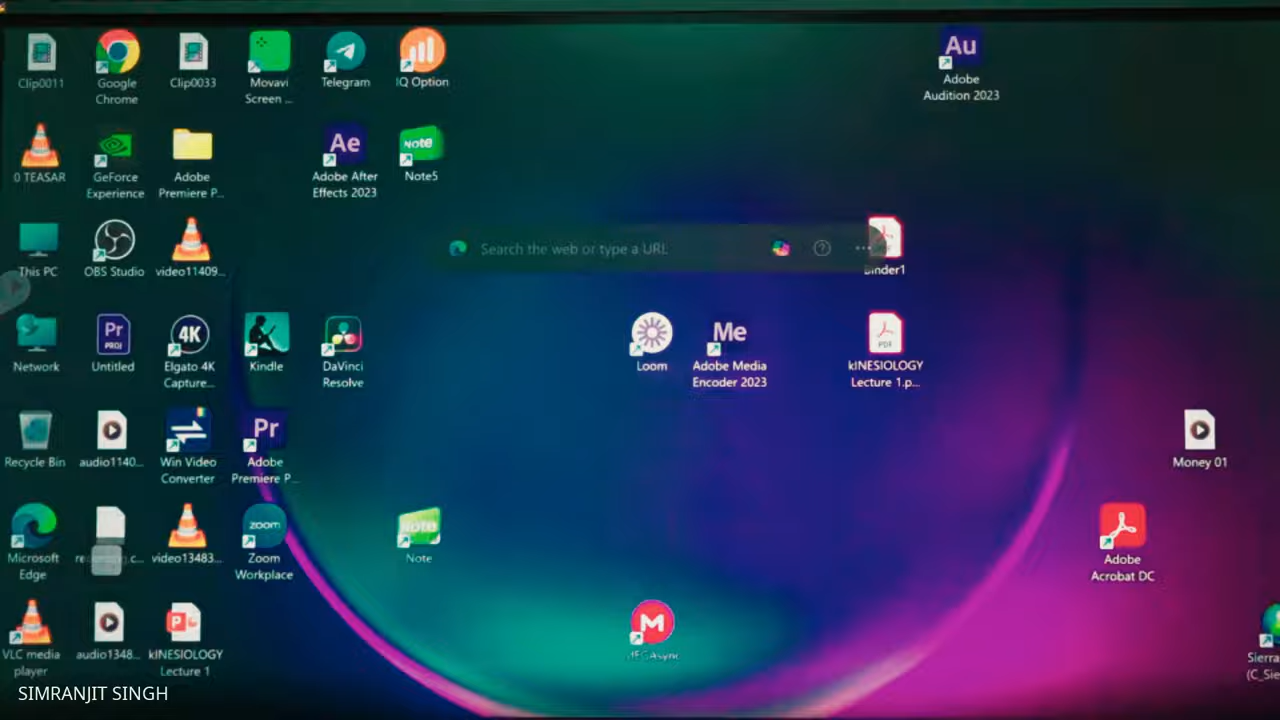 Clip0011
Google
Chrome
Clip0033
Movavi
Screen ...
Telegram
IQ Option
Au
Adobe
Audition 2023
0 TEASAR
GeForce
Experience
Adobe
Premiere P...
Ae
Adobe After
Effects 2023
Note
Note5
This PC
OBS Studio
video11409...
Search the web or type a URL
Binder1
Network
Pr
PROJ
Untitled
4K
Elgato 4K
Capture...
Kindle
DaVinci
Resolve
Loom
Me
Adobe Media
Encoder 2023
PDF
kINESIOLOGY
Lecture 1.p...
Recycle Bin
audio1140...
Win Video
Converter
Pr
Adobe
Premiere P...
Money 01
Microsoft
Edge
video13483...
zoom
Zoom
Workplace
Note
Note
Adobe
Acrobat DC
VLC media
player
audio1348...
P
kINESIOLOGY
Lecture 1
M
Sierra
SIMRANJIT SINGH